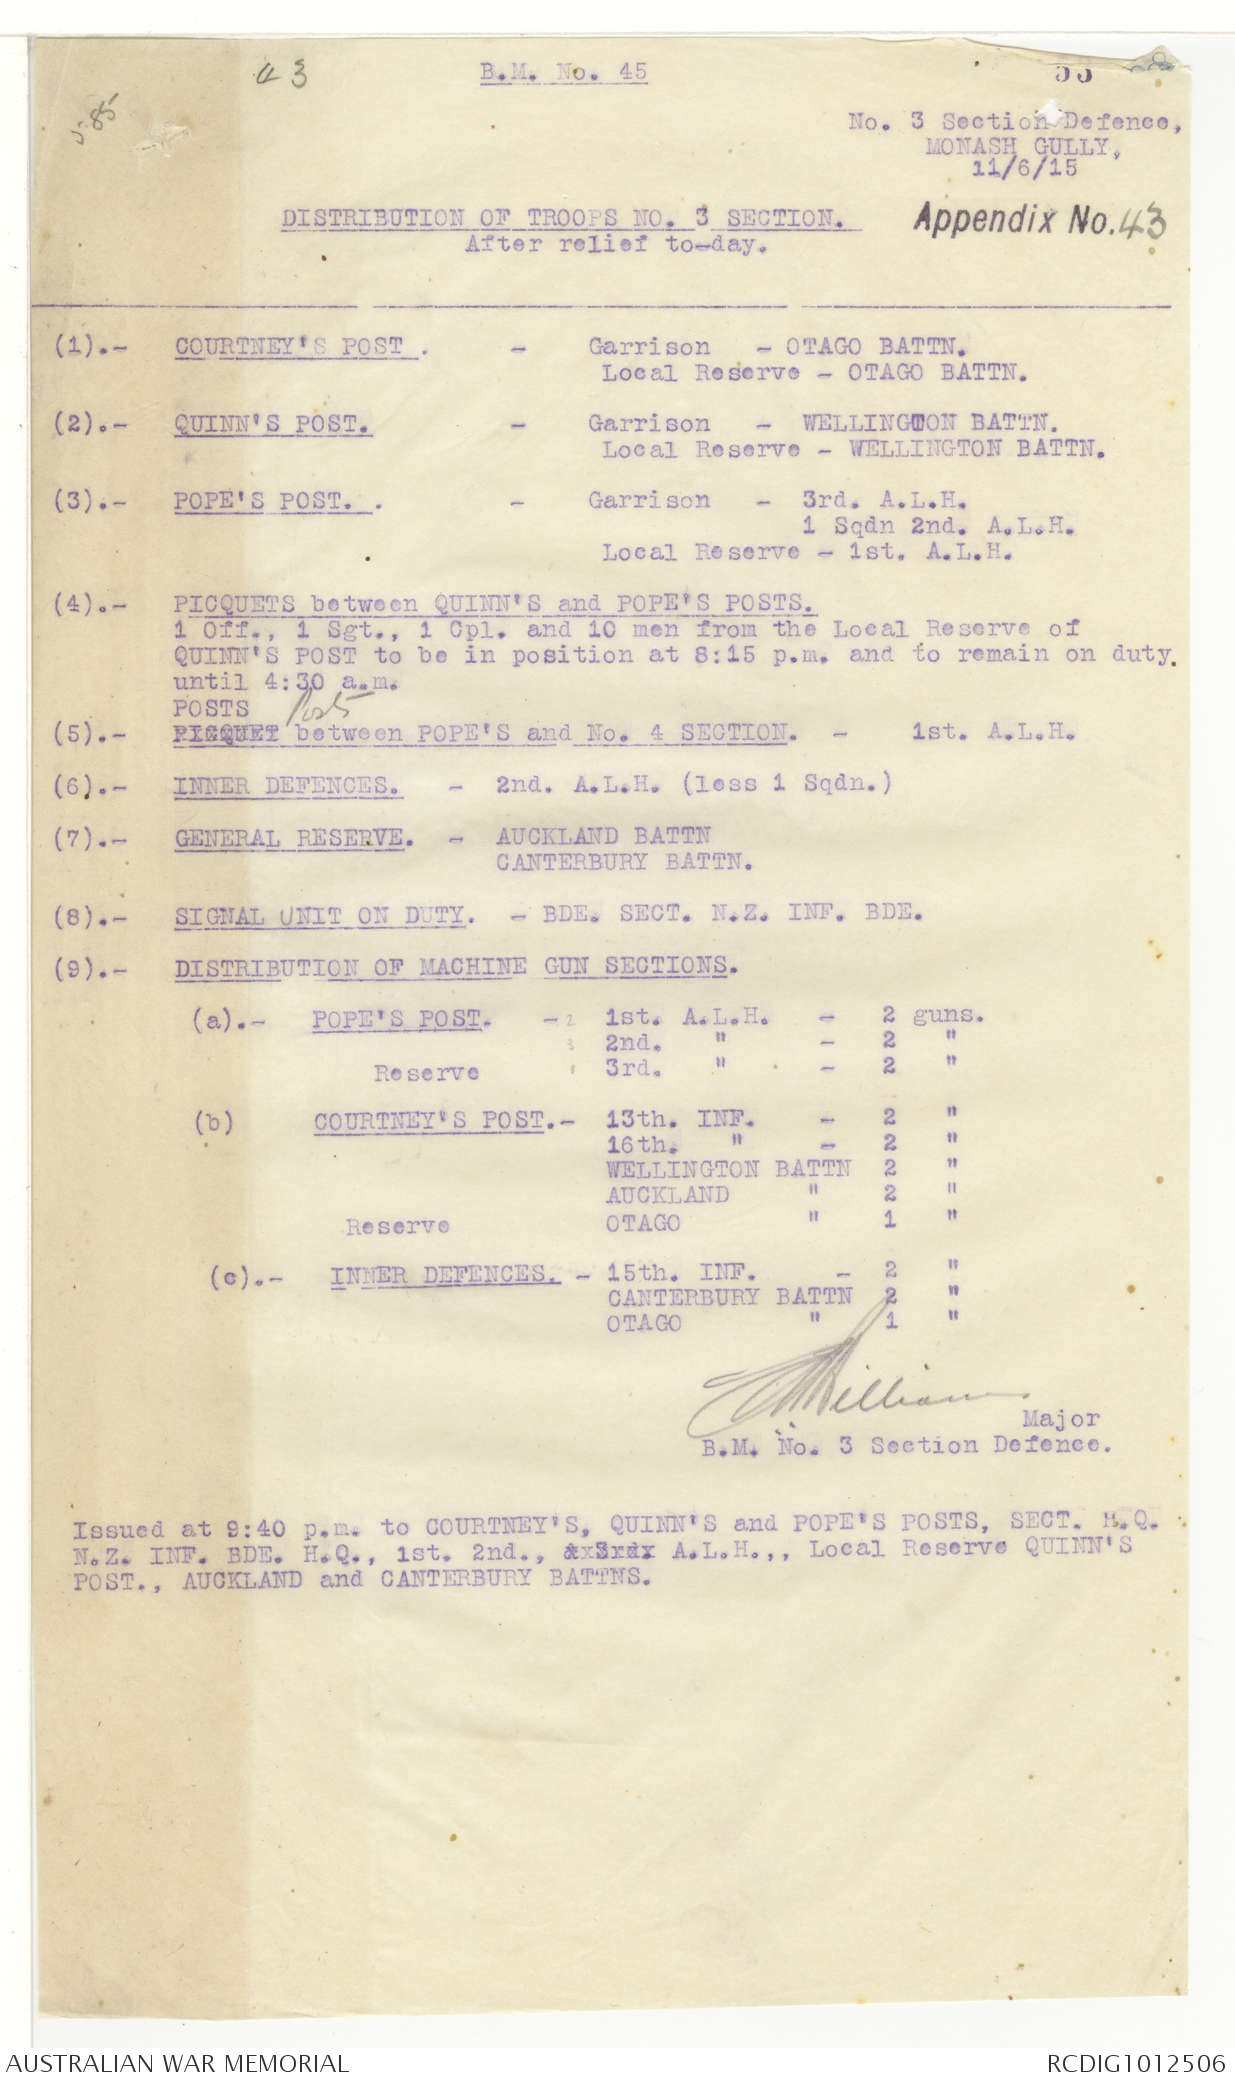 43
B.M. No. 45
55
585
No. 3 Section Defence,
MONASH GULLY,
11/6/15
DISTRIBUTION OF TROOPS NO. 3 SECTION.
Appendix No. 43
After relief to-day.
(1).- COURTNEY'S POST . - Garrison - OTAGO BATTN.
Local Reserve - OTAGO BATTN.
(2).- QUINN'S POST. - Garrison - WELLINGTON BATTN.
Local Reserve - WELLINGTON BATTN.
(3).- POPE'S POST. . - Garrison - 3rd. A.L.H.
1 Sqdn 2nd. A.L.H.
Local Reserve - 1st. A.L.H.
(4).- PICQUETS between QUINN'S and POPE'S POSTS.
1 Off., 1 Sgt., 1 Cpl. and 10 men from the Local Reserve of
QUINN'S POST to be in position at 8:15 p.m. and to remain on duty.
until 4:30 a.m.
POSTS Posts
(5).- PICQUET between POPE'S and No. 4 SECTION. - 1st. A.L.H.
(6).- INNER DEFENCES. - 2nd. A.L.H. (less 1 Sqdn.)
(7).- GENERAL RESERVE. - AUCKLAND BATTN
CANTERBURY BATTN.
(8).- SIGNAL UNIT ON DUTY. - BDE. SECT. N.Z. INF. BDE.
(9).- DISTRIBUTION OF MACHINE GUN SECTIONS.
(a).- POPE'S POST. - 2 1st. A.L.H. - 2 guns.
3 2nd. " - 2 "
Reserve 1 3rd. " - 2 "
(b) COURTNEY'S POST.- 13th. INF. - 2 "
16th. " - 2 "
WELLINGTON BATTN 2 "
AUCKLAND " 2 "
Reserve OTAGO " 1 "
(c).- INNER DEFENCES. - 15th. INF. - 2 "
CANTERBURY BATTN 2 "
OTAGO " 1 "
Major
B.M. No. 3 Section Defence.
Issued at 9:40 p.m. to COURTNEY'S, QUINN'S and POPE'S POSTS, SECT. H.Q.
N.Z. INF. BDE. H.Q., 1st. 2nd., &x3rdx A.L.H.,, Local Reserve QUINN'S
POST., AUCKLAND and CANTERBURY BATTNS.
AUSTRALIAN WAR MEMORIAL
RCDIG1012506